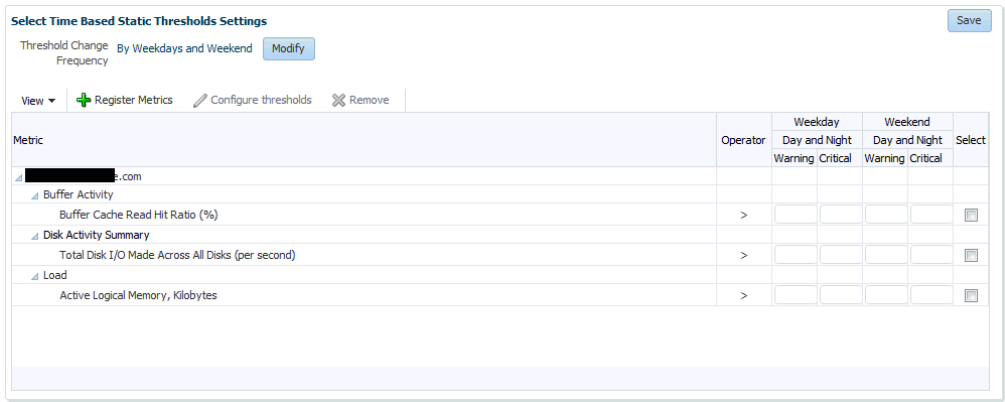 Select Time Based Static Thresholds Settings
Save
Threshold Change Frequency By Weekdays and Weekend Modify
View Register Metrics Configure thresholds Remove
Weekday Weekend
Metric Operator Day and Night Day and Night Select
Warning Critical Warning Critical
e.com
Buffer Activity
Buffer Cache Read Hit Ratio (%) >
Disk Activity Summary
Total Disk I/O Made Across All Disks (per second) >
Load
Active Logical Memory, Kilobytes >